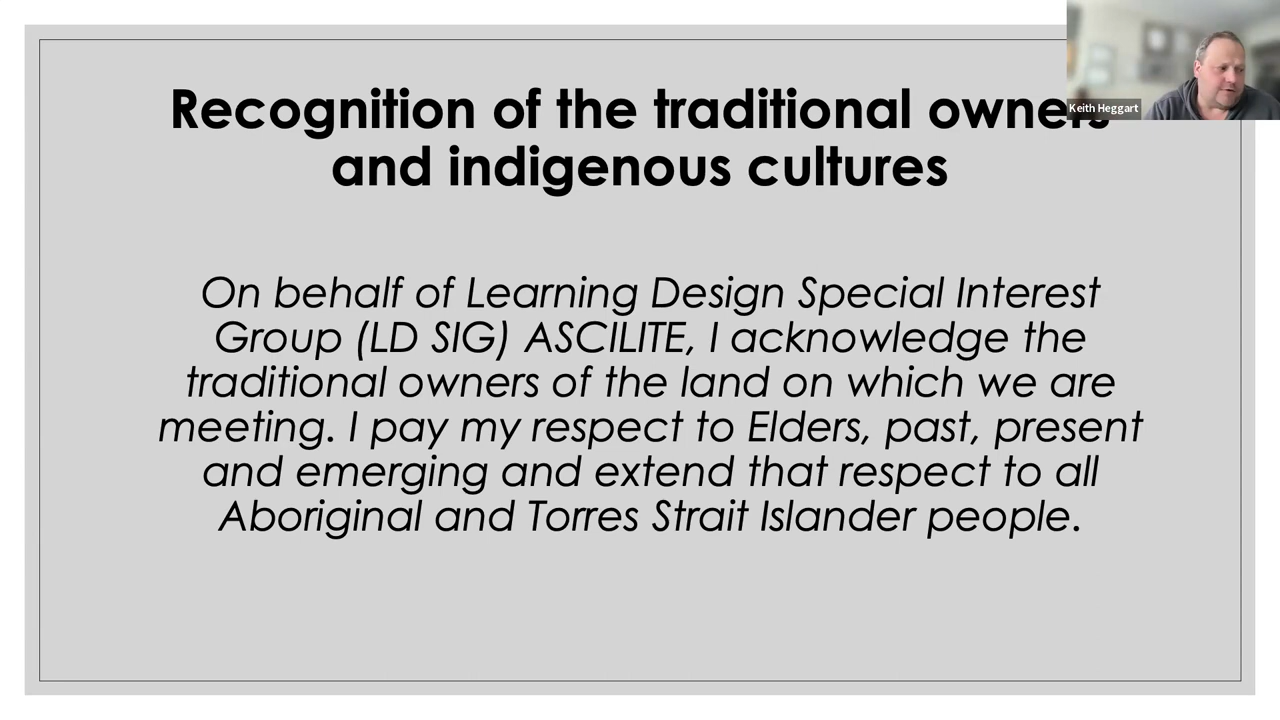 Recognition of the traditional owners
and indigenous cultures
Keith Heggart
On behalf of Learning Design Special Interest
Group (LD SIG) ASCILITE, I acknowledge the
traditional owners of the land on which we are
meeting. I pay my respect to Elders, past, present
and emerging and extend that respect to all
Aboriginal and Torres Strait Islander people.